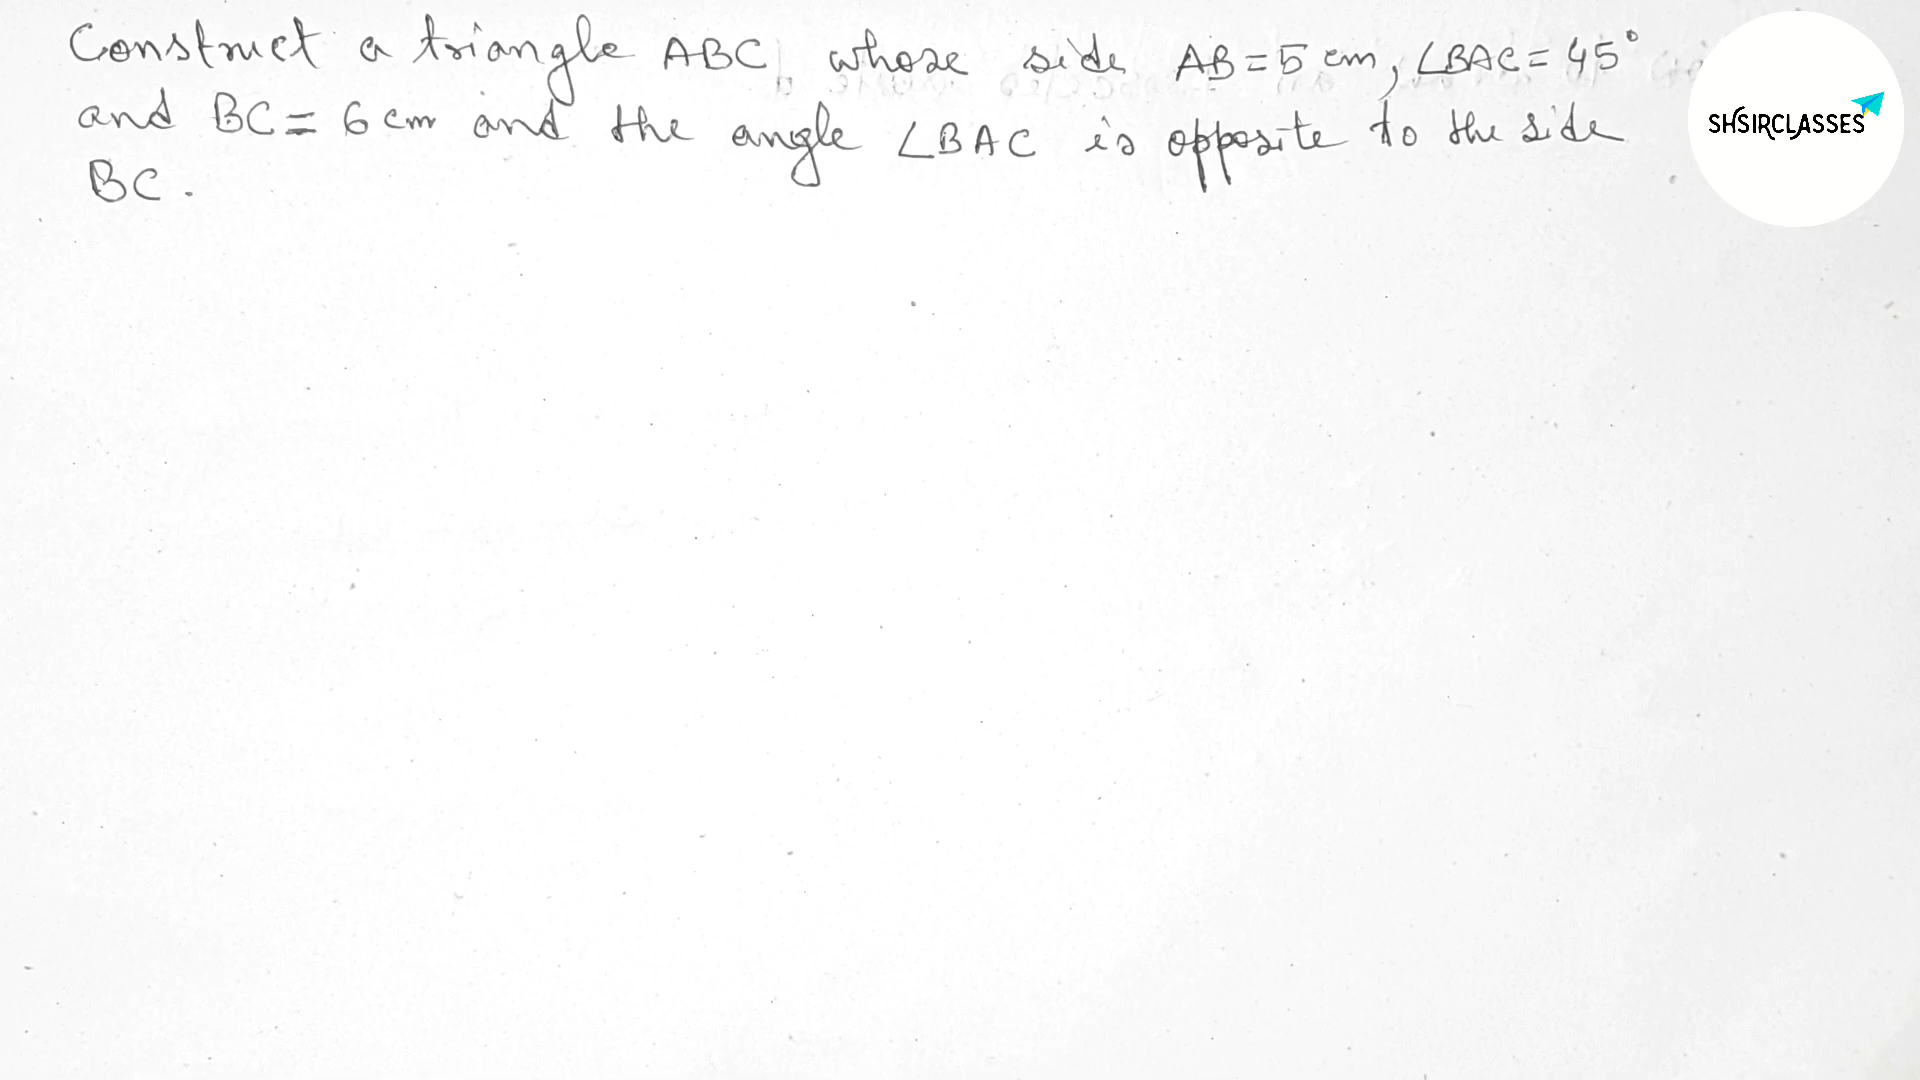 Construct a triangle ABC, whose side AB = 5 cm, ∠BAC = 45°
and BC = 6 cm and the angle ∠BAC is opposite to the side
BC.
SHSIRCLASSES